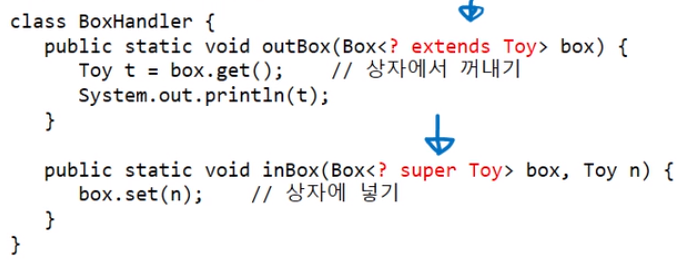 class BoxHandler {
public static void outBox(Box<? extends Toy> box) {
Toy t = box.get();    // 상자에서 꺼내기
System.out.println(t);
}
public static void inBox(Box<? super Toy> box, Toy n) {
box.set(n);    // 상자에 넣기
}
}